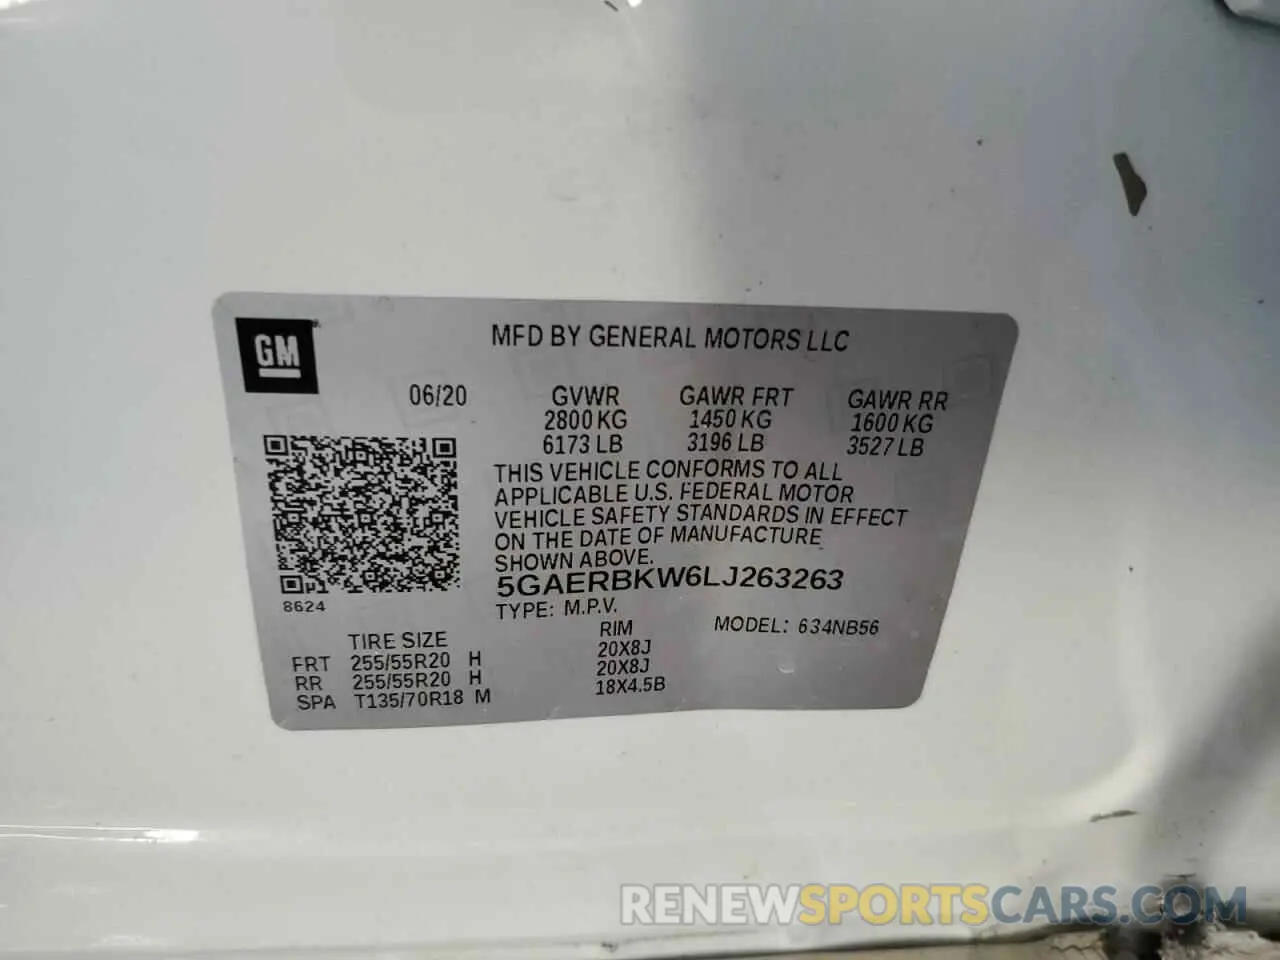 GM
MFD BY GENERAL MOTORS LLC
06/20 GVWR GAWR FRT GAWR RR
2800 KG 1450 KG 1600 KG
6173 LB 3196 LB 3527 LB
THIS VEHICLE CONFORMS TO ALL
APPLICABLE U.S. FEDERAL MOTOR
VEHICLE SAFETY STANDARDS IN EFFECT
ON THE DATE OF MANUFACTURE
SHOWN ABOVE.
5GAERBKW6LJ263263
8624
TYPE: M.P.V. MODEL: 634NB56
TIRE SIZE RIM
FRT 255/55R20 H 20X8J
RR 255/55R20 H 20X8J
SPA T135/70R18 M 18X4.5B
RENEWSPORTSCARS.COM